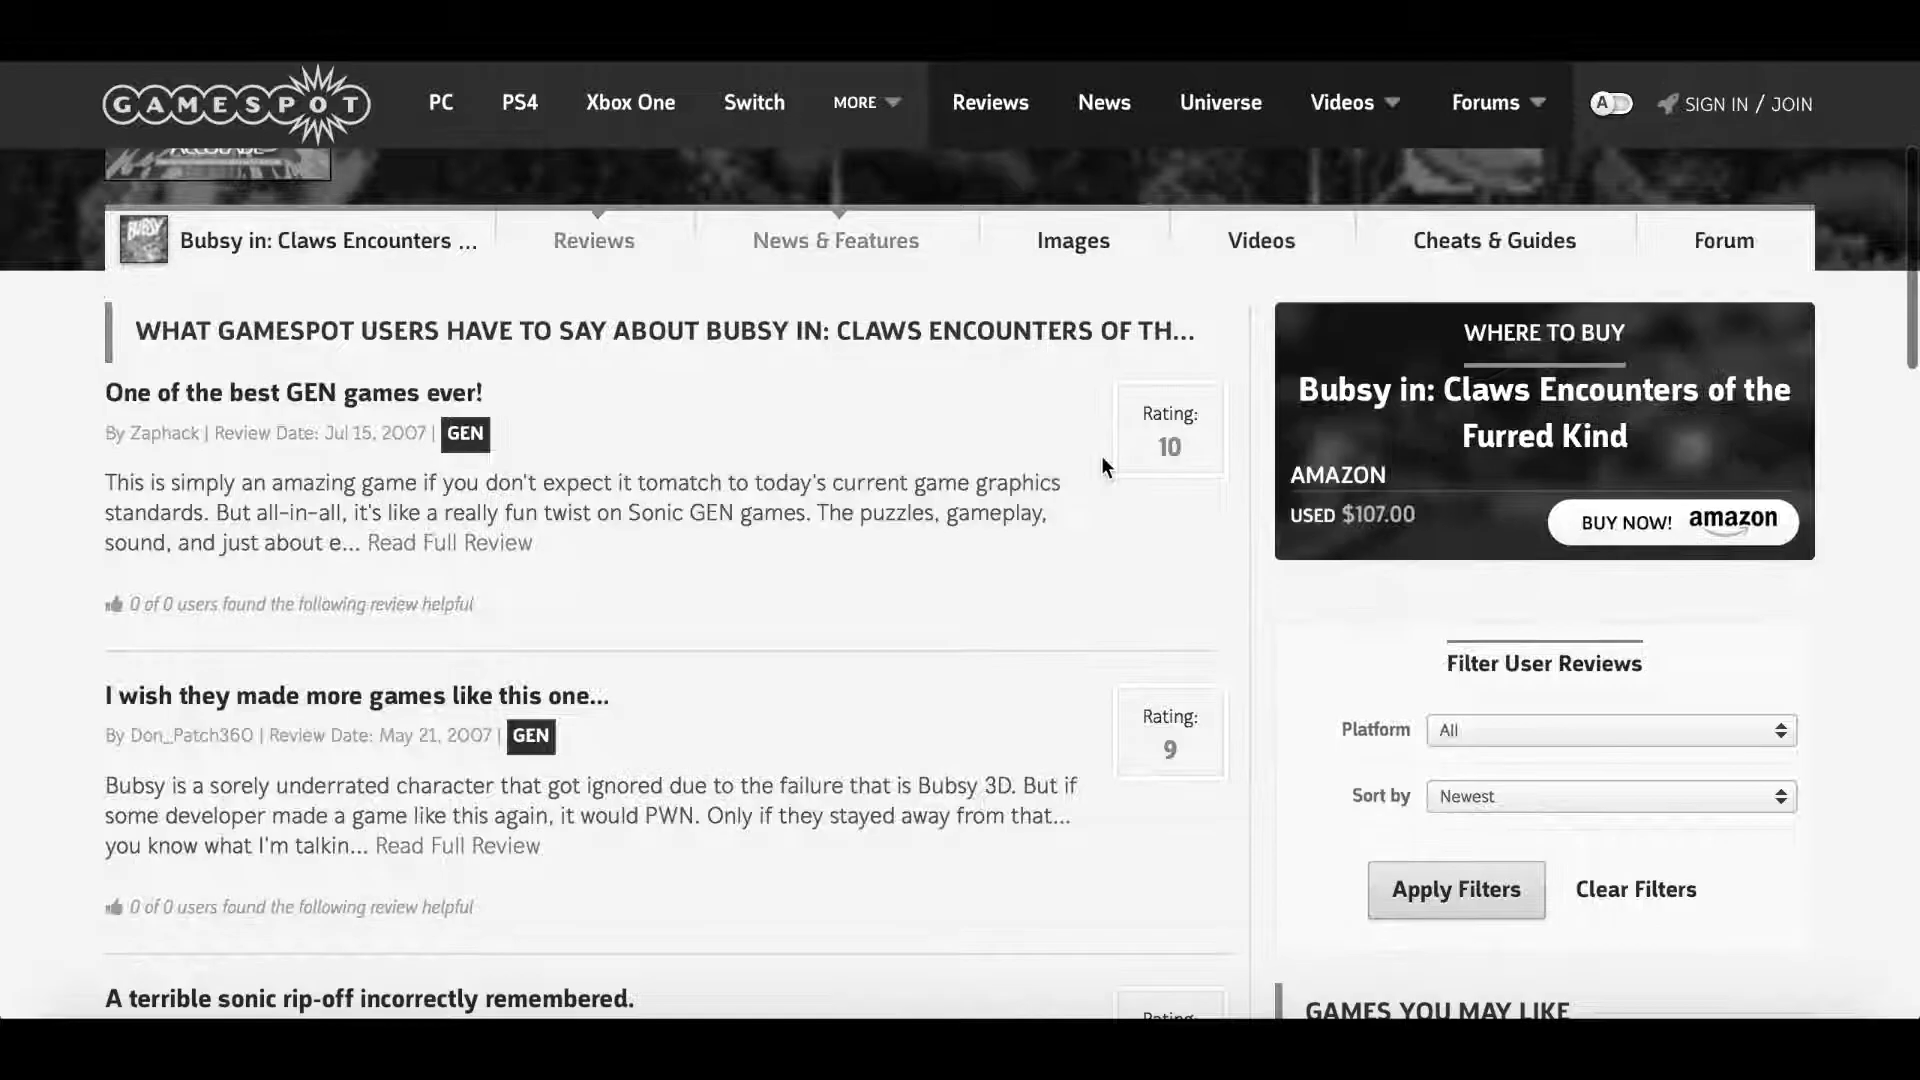 GAMESPOT
PC
PS4
Xbox One
Switch
MORE
Reviews
News
Universe
Videos
Forums
A
SIGN IN / JOIN
BUBSY
Bubsy in: Claws Encounters ...
Reviews
News & Features
Images
Videos
Cheats & Guides
Forum
WHAT GAMESPOT USERS HAVE TO SAY ABOUT BUBSY IN: CLAWS ENCOUNTERS OF TH...
One of the best GEN games ever!
By Zaphack | Review Date: Jul 15, 2007 | GEN
Rating:
10
This is simply an amazing game if you don't expect it tomatch to today's current game graphics
standards. But all-in-all, it's like a really fun twist on Sonic GEN games. The puzzles, gameplay,
sound, and just about e... Read Full Review
0 of 0 users found the following review helpful
I wish they made more games like this one...
By Don_Patch360 | Review Date: May 21, 2007 | GEN
Rating:
9
Bubsy is a sorely underrated character that got ignored due to the failure that is Bubsy 3D. But if
some developer made a game like this again, it would PWN. Only if they stayed away from that...
you know what I'm talkin... Read Full Review
0 of 0 users found the following review helpful
A terrible sonic rip-off incorrectly remembered.
Rating:
WHERE TO BUY
Bubsy in: Claws Encounters of the
Furred Kind
AMAZON
USED $107.00
BUY NOW! amazon
Filter User Reviews
Platform
All
Sort by
Newest
Apply Filters
Clear Filters
GAMES YOU MAY LIKE